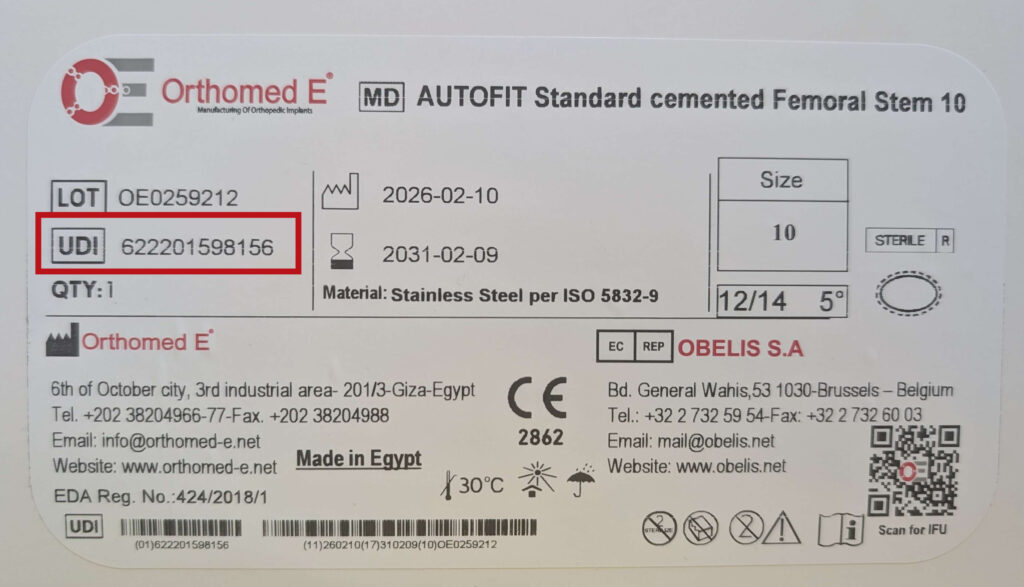 Orthomed E®
Manufacturing Of Orthopedic Implants
MD AUTOFIT Standard cemented Femoral Stem 10
LOT OE0259212
UDI 622201598156
QTY: 1
2026-02-10
2031-02-09
Material: Stainless Steel per ISO 5832-9
Size
10
12/14 5°
STERILE R
Orthomed E®
6th of October city, 3rd industrial area- 201/3-Giza-Egypt
Tel. +202 38204966-77-Fax. +202 38204988
Email: info@orthomed-e.net
Website: www.orthomed-e.net
EDA Reg. No.:424/2018/1
Made in Egypt
CE
2862
30°C
EC REP OBELIS S.A
Bd. General Wahis,53 1030-Brussels – Belgium
Tel.: +32 2 732 59 54-Fax: +32 2 732 60 03
Email: mail@obelis.net
Website: www.obelis.net
UDI
(01)622201598156
(11)260210(17)310209(10)OE0259212
2
STERILIZE
i
Scan for IFU